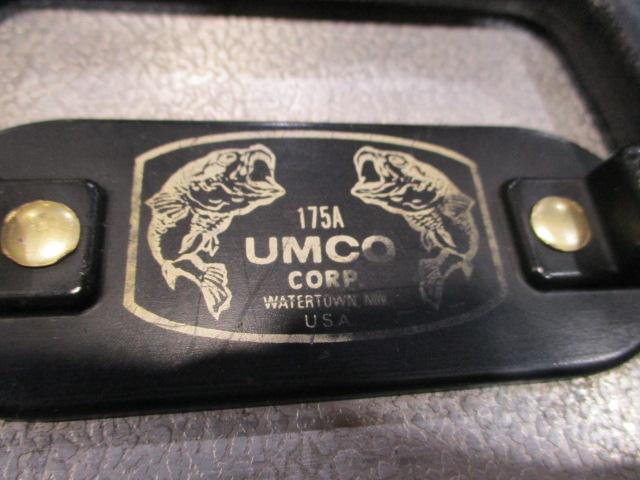 175A
UMCO
CORP.
WATERTOWN, MN
USA